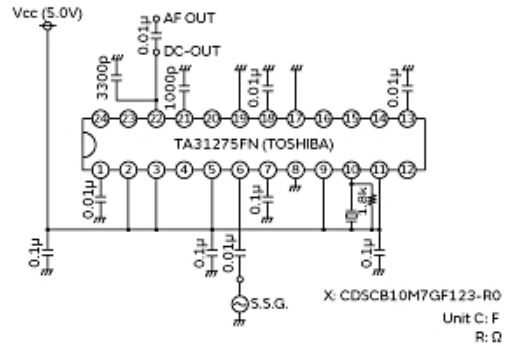 Vcc (5.0V)
AF OUT
0.01μ
DC-OUT
3300p
1000p
0.01μ
0.01μ
24 23 22 21 20 19 18 17 16 15 14 13
TA31275FN (TOSHIBA)
1 2 3 4 5 6 7 8 9 10 11 12
0.01μ
0.1μ
1.8k
0.1μ
0.1μ
0.01μ
0.1μ
S.S.G.
X: CDSCB10M7GF123-R0
Unit C: F
R: Ω